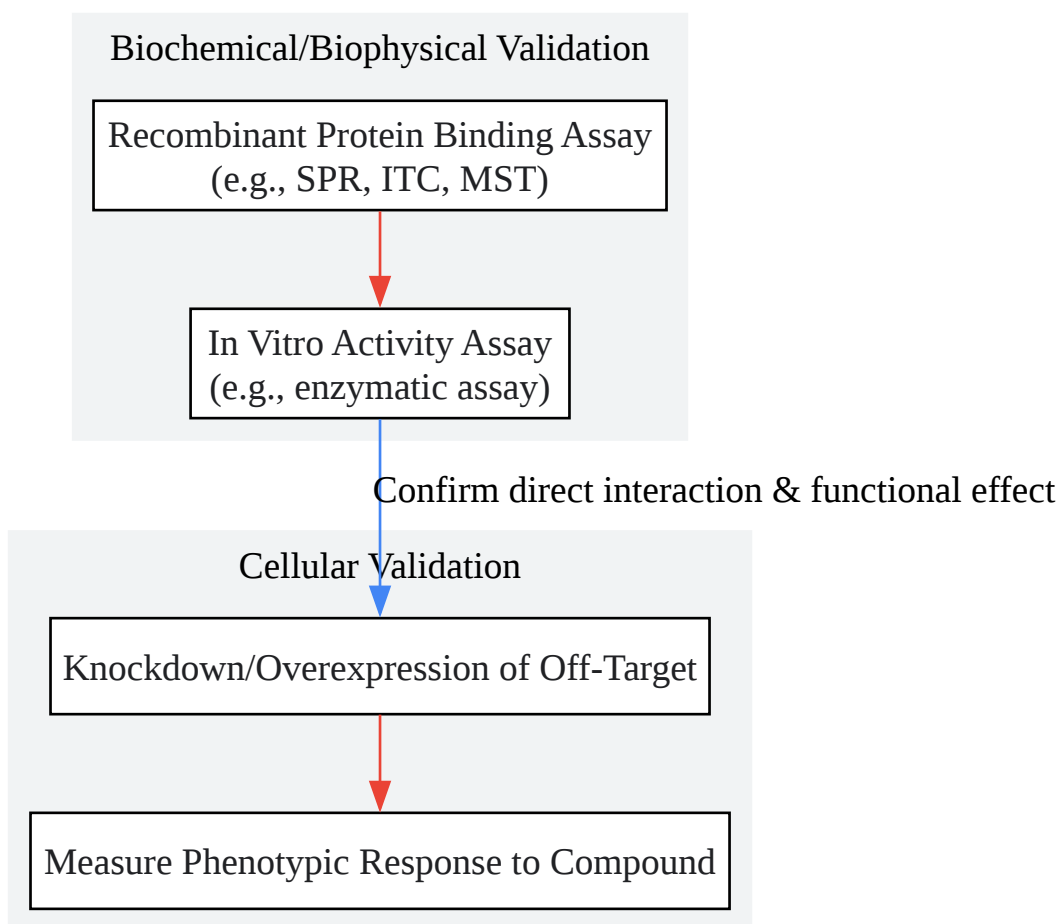 Biochemical/Biophysical Validation
Recombinant Protein Binding Assay
(e.g., SPR, ITC, MST)
In Vitro Activity Assay
(e.g., enzymatic assay)
Confirm direct interaction & functional effect
Cellular Validation
Knockdown/Overexpression of Off-Target
Measure Phenotypic Response to Compound